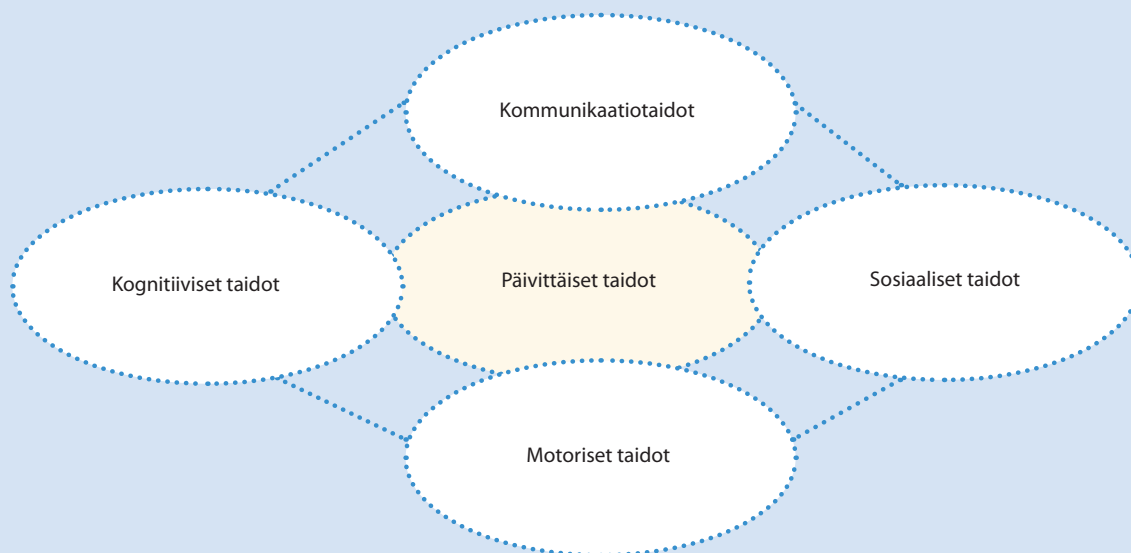 Kommunikaatiotaidot
Kognitiiviset taidot
Päivittäiset taidot
Sosiaaliset taidot
Motoriset taidot